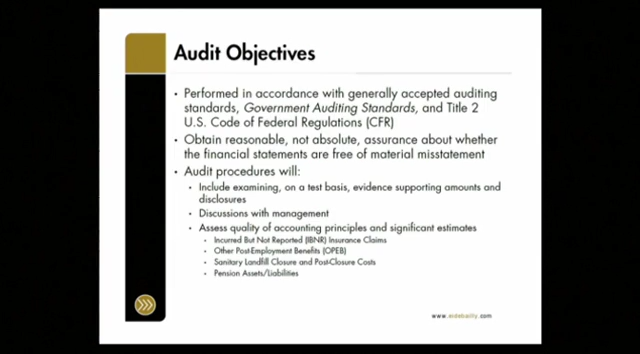 Audit Objectives
• Performed in accordance with generally accepted auditing
standards, Government Auditing Standards, and Title 2
U.S. Code of Federal Regulations (CFR)
• Obtain reasonable, not absolute, assurance about whether
the financial statements are free of material misstatement
• Audit procedures will:
• Include examining, on a test basis, evidence supporting amounts and
disclosures
• Discussions with management
• Assess quality of accounting principles and significant estimates
• Incurred But Not Reported (IBNR) Insurance Claims
• Other Post-Employment Benefits (OPEB)
• Sanitary Landfill Closure and Post-Closure Costs
• Pension Assets/Liabilities
www.eidebailly.com